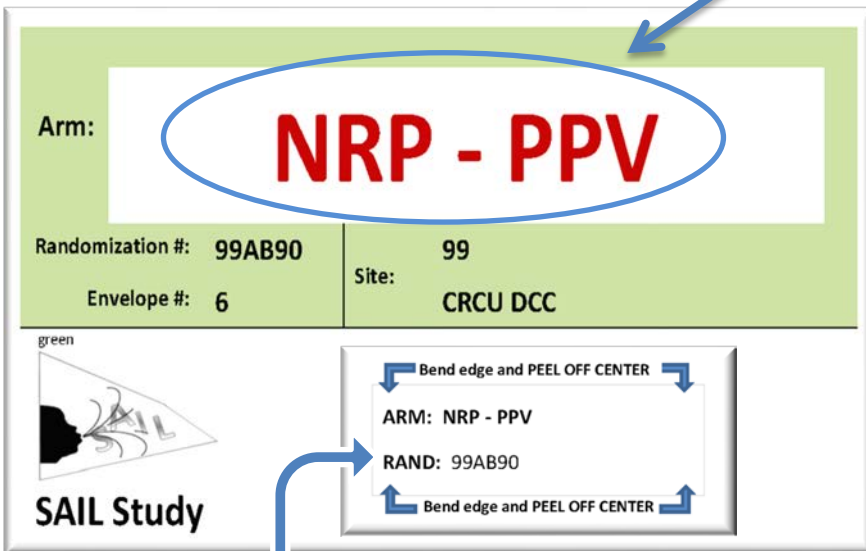 Arm:
NRP - PPV
Randomization #: 99AB90
Envelope #: 6
Site:
99
CRCU DCC
green
SAIL
SAIL Study
Bend edge and PEEL OFF CENTER
ARM: NRP - PPV
RAND: 99AB90
Bend edge and PEEL OFF CENTER